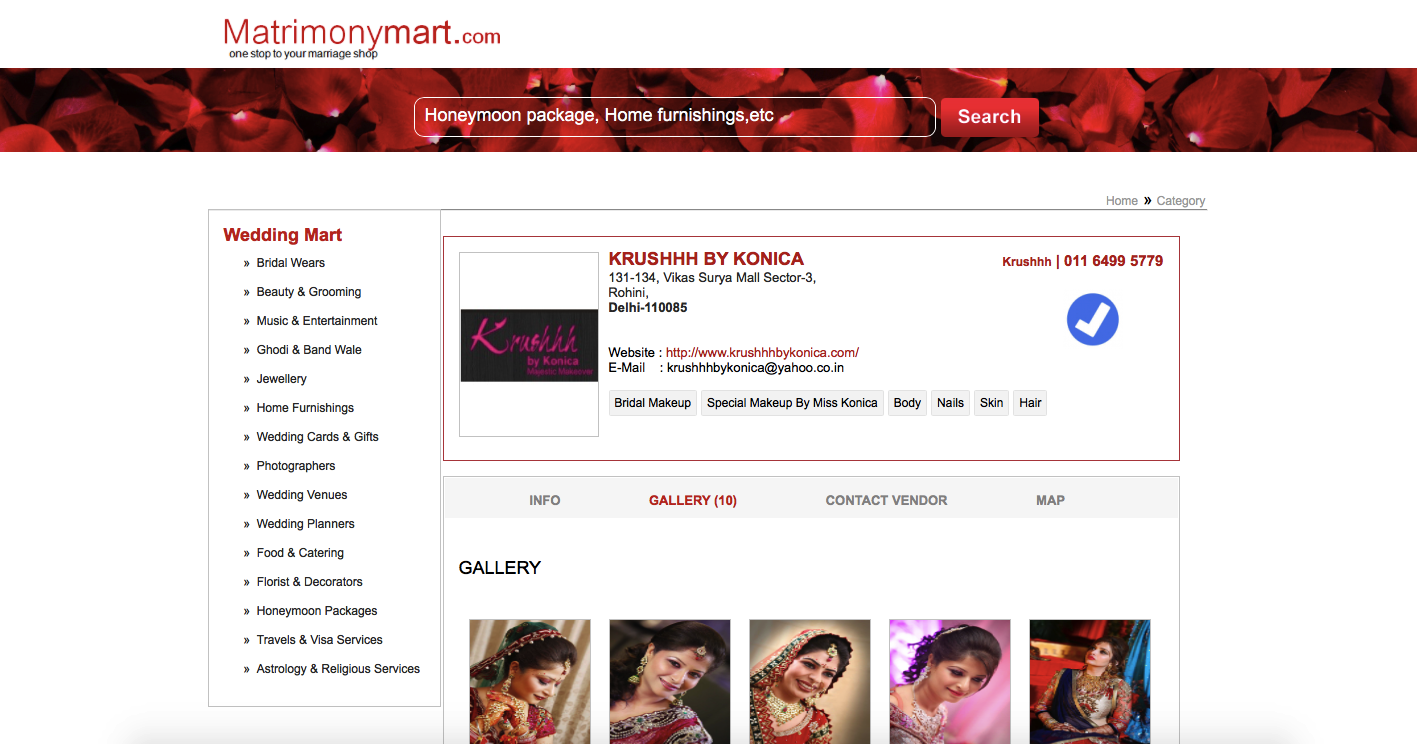 Matrimonymart.com
one stop to your marriage shop
Honeymoon package, Home furnishings,etc
Search
Home » Category
Wedding Mart
» Bridal Wears
» Beauty & Grooming
» Music & Entertainment
» Ghodi & Band Wale
» Jewellery
» Home Furnishings
» Wedding Cards & Gifts
» Photographers
» Wedding Venues
» Wedding Planners
» Food & Catering
» Florist & Decorators
» Honeymoon Packages
» Travels & Visa Services
» Astrology & Religious Services
Krushhh
by Konica
Majestic Makeover
KRUSHHH BY KONICA
131-134, Vikas Surya Mall Sector-3,
Rohini,
Delhi-110085
Krushhh | 011 6499 5779
Website : http://www.krushhhbykonica.com/
E-Mail : krushhhbykonica@yahoo.co.in
Bridal Makeup Special Makeup By Miss Konica Body Nails Skin Hair
INFO GALLERY (10) CONTACT VENDOR MAP
GALLERY